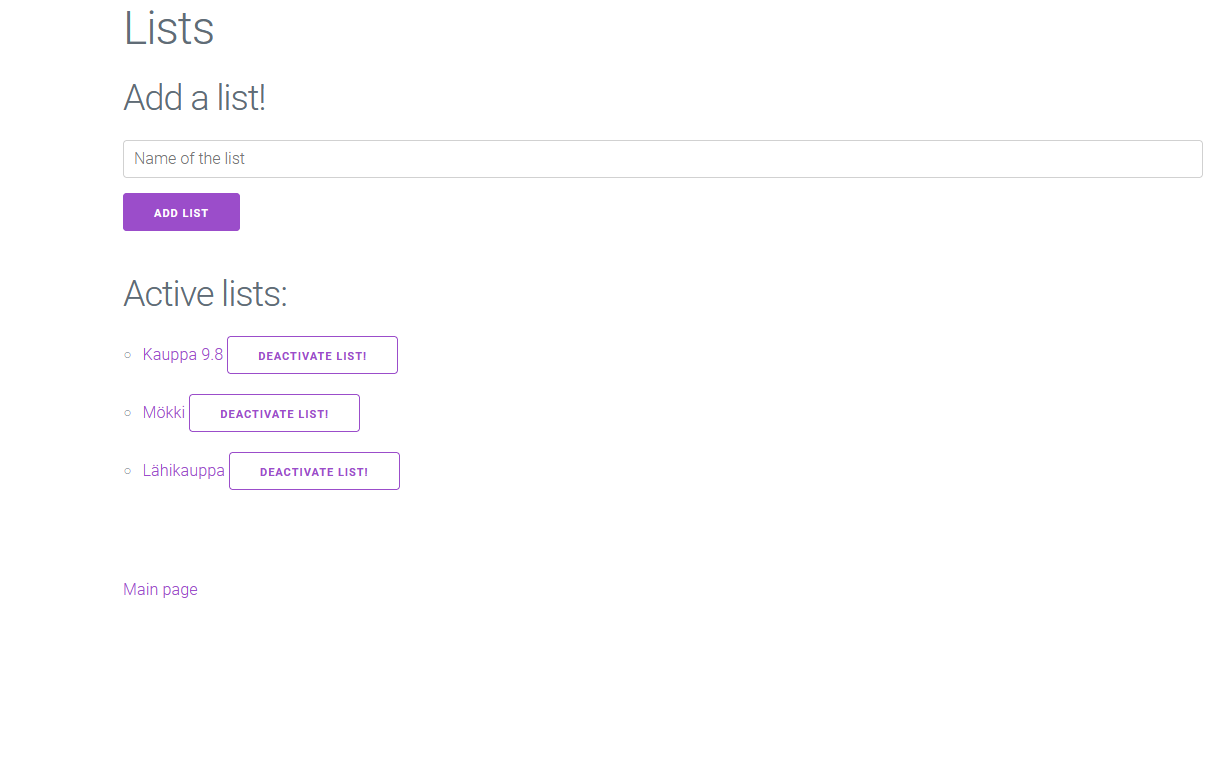 Lists
Add a list!
Name of the list
ADD LIST
Active lists:
Kauppa 9.8 DEACTIVATE LIST!
Mökki DEACTIVATE LIST!
Lähikauppa DEACTIVATE LIST!
Main page